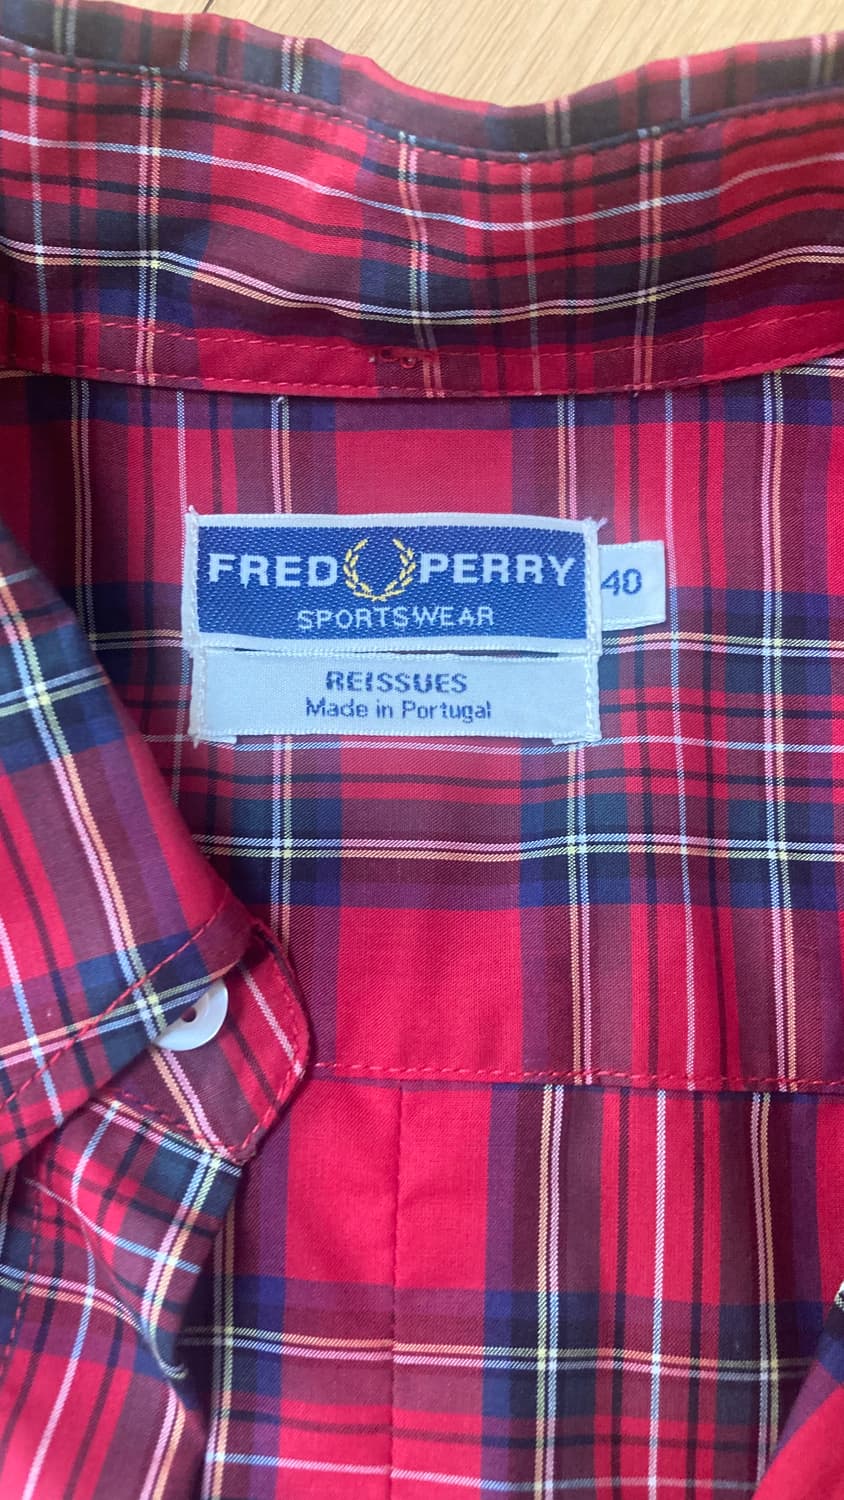 FRED PERRY
SPORTSWEAR
40
REISSUES
Made in Portugal